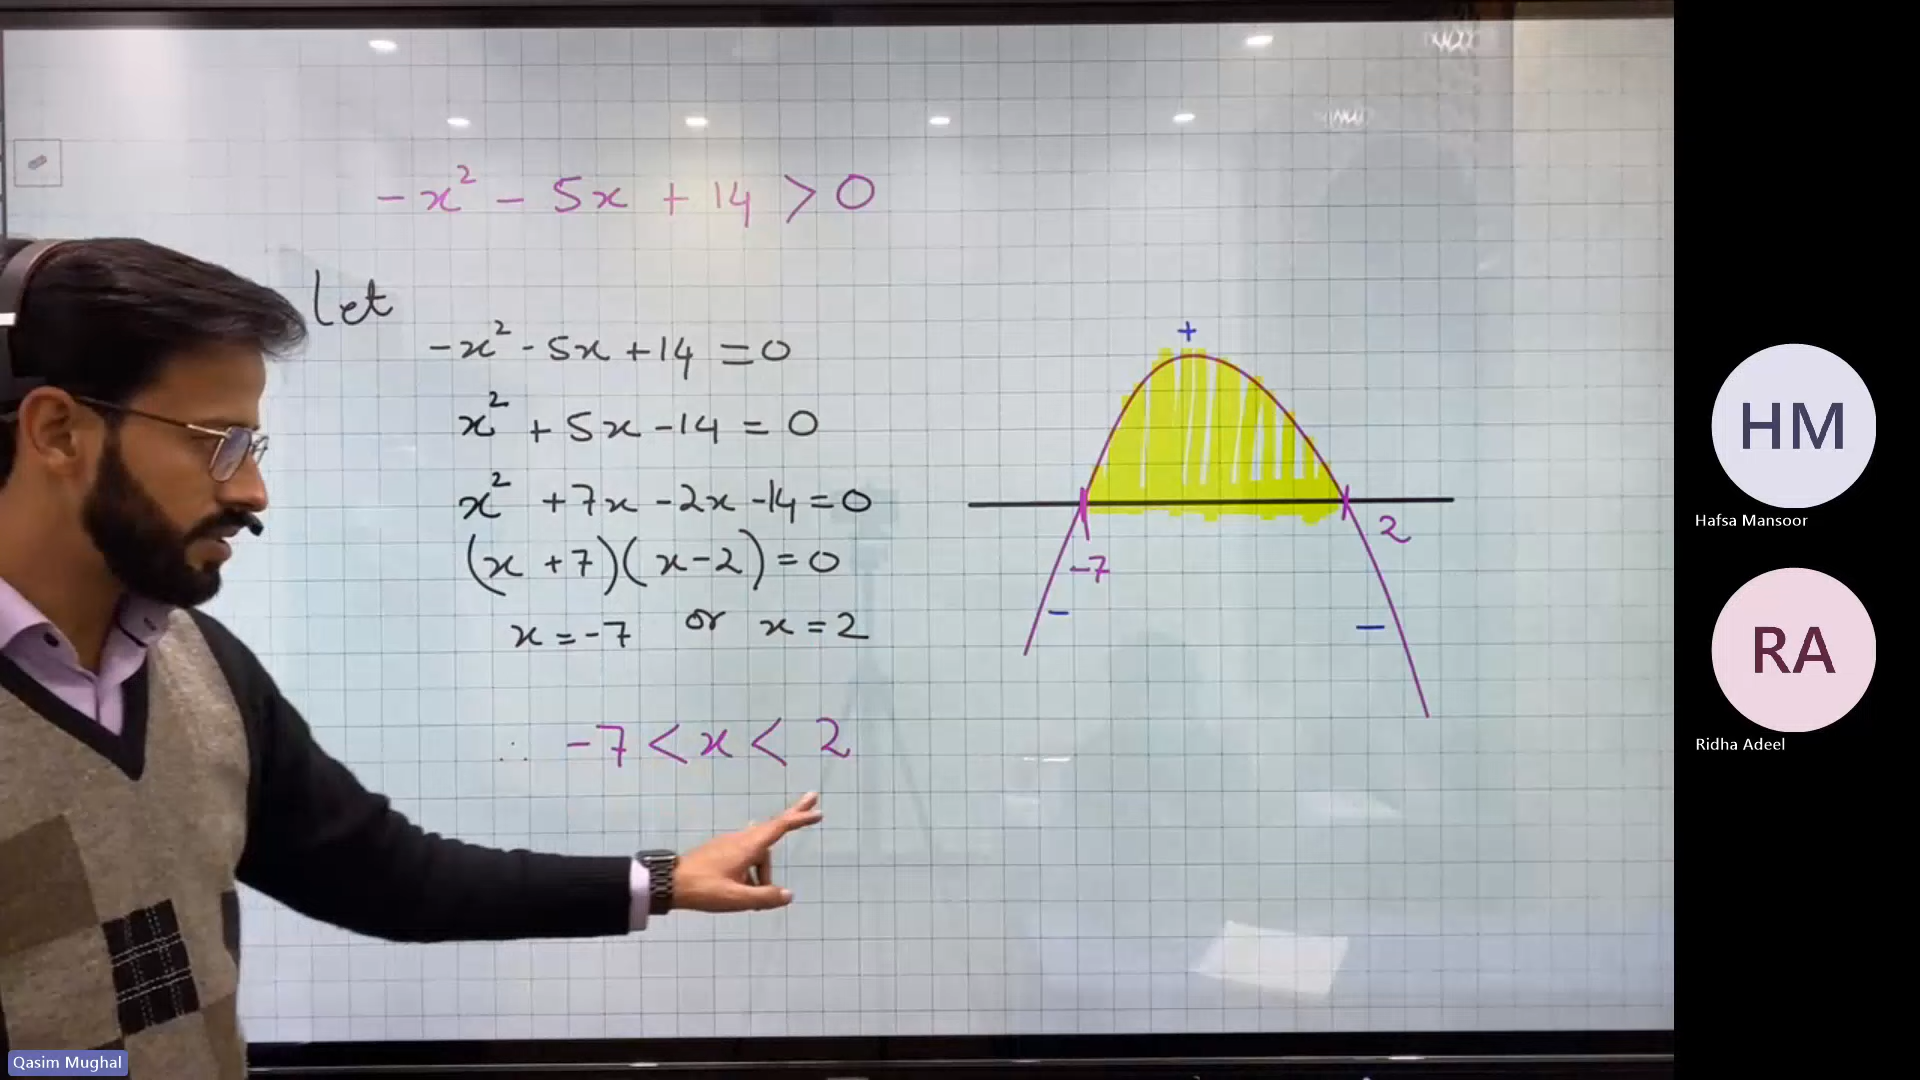 -x² - 5x + 14 > 0
Let
-x² - 5x + 14 = 0
x² + 5x - 14 = 0
x² + 7x - 2x - 14 = 0
(x + 7)(x - 2) = 0
x = -7 or x = 2
∴ -7 < x < 2
+
-7
2
-
-
HM
Hafsa Mansoor
RA
Ridha Adeel
Qasim Mughal